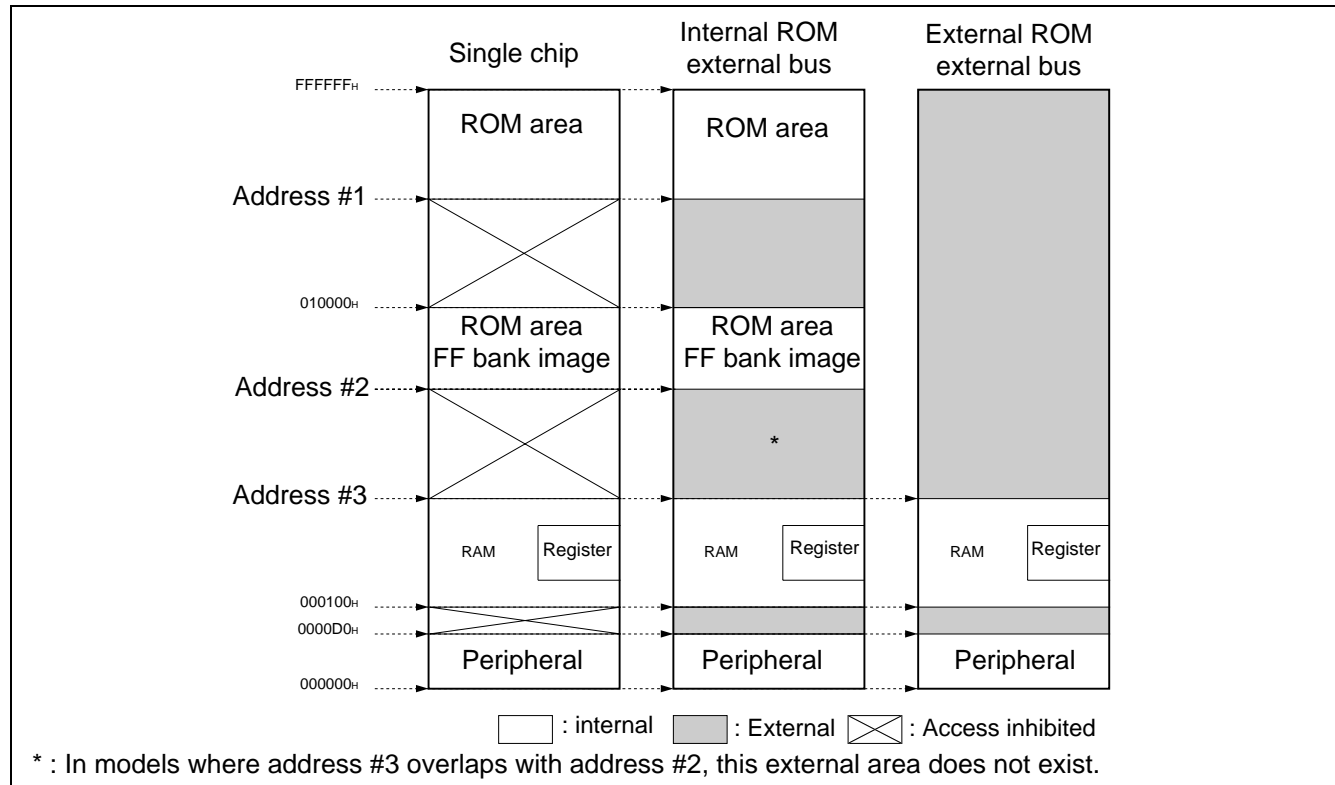 Single chip
Internal ROM
external bus
External ROM
external bus
FFFFFFH
ROM area
ROM area
Address #1
010000H
ROM area
FF bank image
ROM area
FF bank image
Address #2
*
Address #3
RAM
Register
RAM
Register
RAM
Register
000100H
0000D0H
Peripheral
Peripheral
Peripheral
000000H
: internal
: External
: Access inhibited
* : In models where address #3 overlaps with address #2, this external area does not exist.